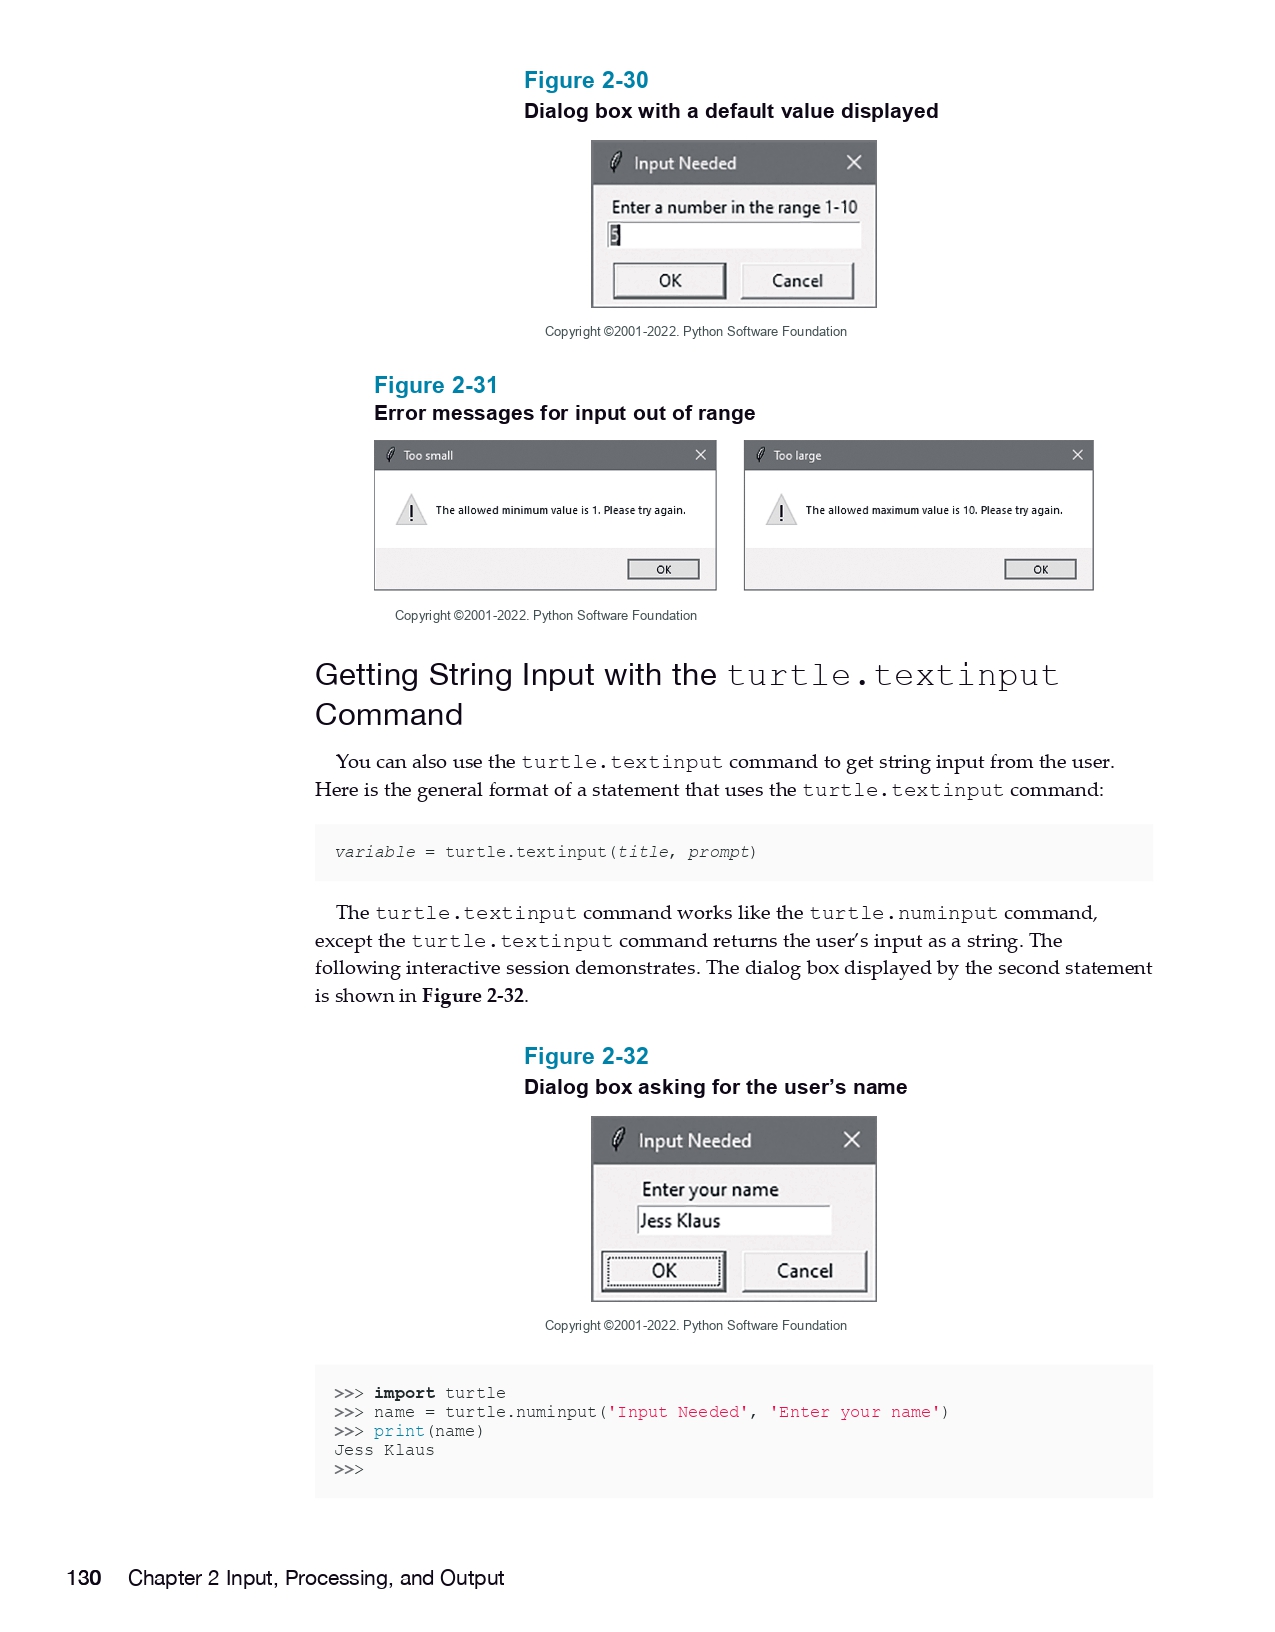 Figure 2-30
Dialog box with a default value displayed
Input Needed
Enter a number in the range 1-10
5
OK Cancel
Copyright ©2001-2022. Python Software Foundation
Figure 2-31
Error messages for input out of range
Too small
The allowed minimum value is 1. Please try again.
OK
Too large
The allowed maximum value is 10. Please try again.
OK
Copyright ©2001-2022. Python Software Foundation
Getting String Input with the turtle.textinput
Command
You can also use the turtle.textinput command to get string input from the user.
Here is the general format of a statement that uses the turtle.textinput command:
variable = turtle.textinput(title, prompt)
The turtle.textinput command works like the turtle.numinput command,
except the turtle.textinput command returns the user’s input as a string. The
following interactive session demonstrates. The dialog box displayed by the second statement
is shown in Figure 2-32.
Figure 2-32
Dialog box asking for the user’s name
Input Needed
Enter your name
Jess Klaus
OK Cancel
Copyright ©2001-2022. Python Software Foundation
>>> import turtle
>>> name = turtle.numinput('Input Needed', 'Enter your name')
>>> print(name)
Jess Klaus
>>>
130 Chapter 2 Input, Processing, and Output